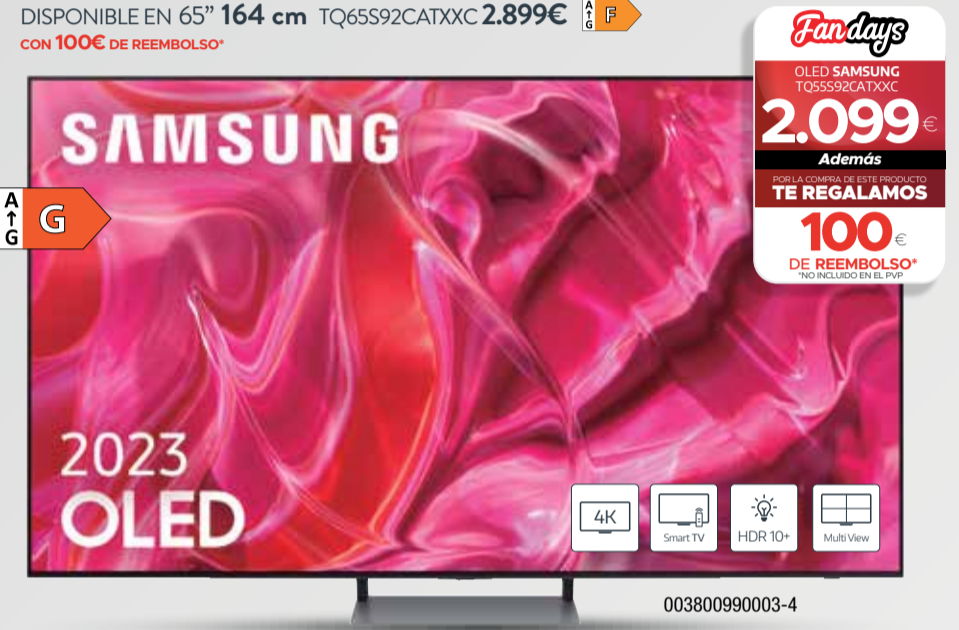 DISPONIBLE EN 65” 164 cm TQ65S92CATXXC 2.899€
A↑G F
CON 100€ DE REEMBOLSO*
Fandays
OLED SAMSUNG
TQ55S92CATXXC
2.099€
Además
POR LA COMPRA DE ESTE PRODUCTO
TE REGALAMOS
100€
DE REEMBOLSO*
*NO INCLUIDO EN EL PVP
SAMSUNG
A↑G G
2023
OLED
4K
Smart TV
HDR 10+
Multi View
003800990003-4